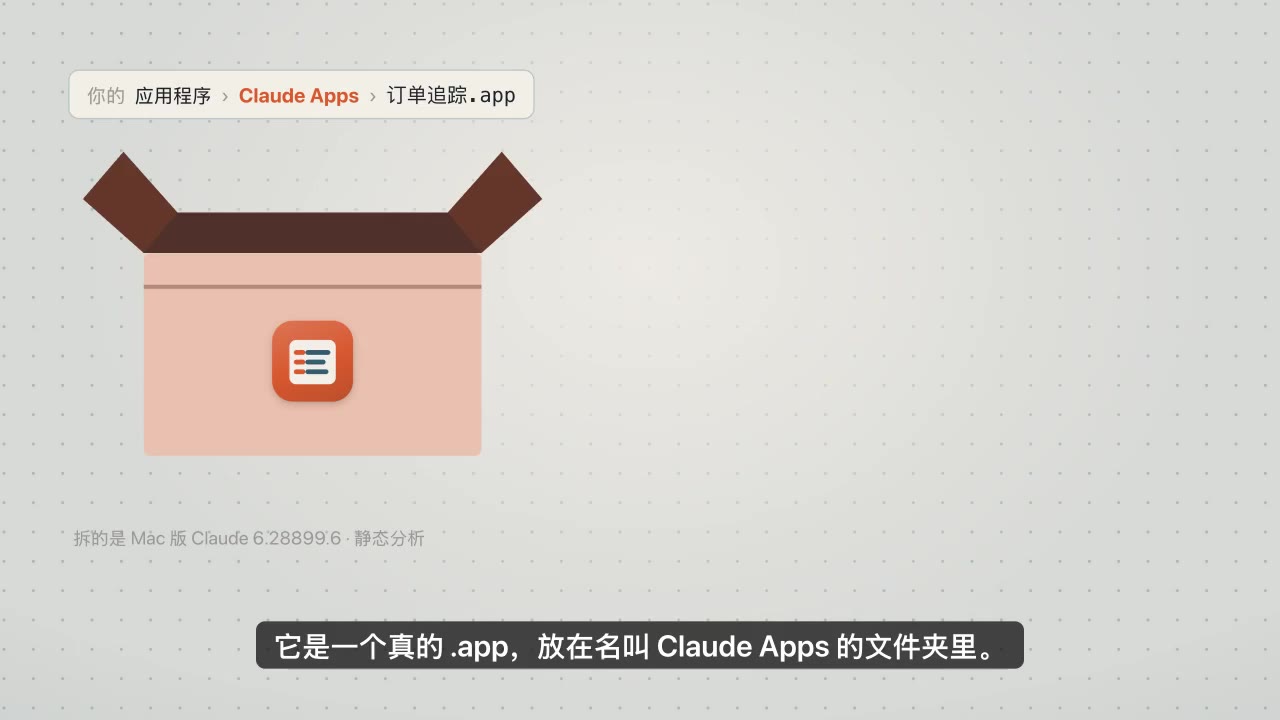 你的 应用程序 › Claude Apps › 订单追踪.app
拆的是 Mac 版 Claude 6.28899.6 · 静态分析
它是一个真的 .app，放在名叫 Claude Apps 的文件夹里。